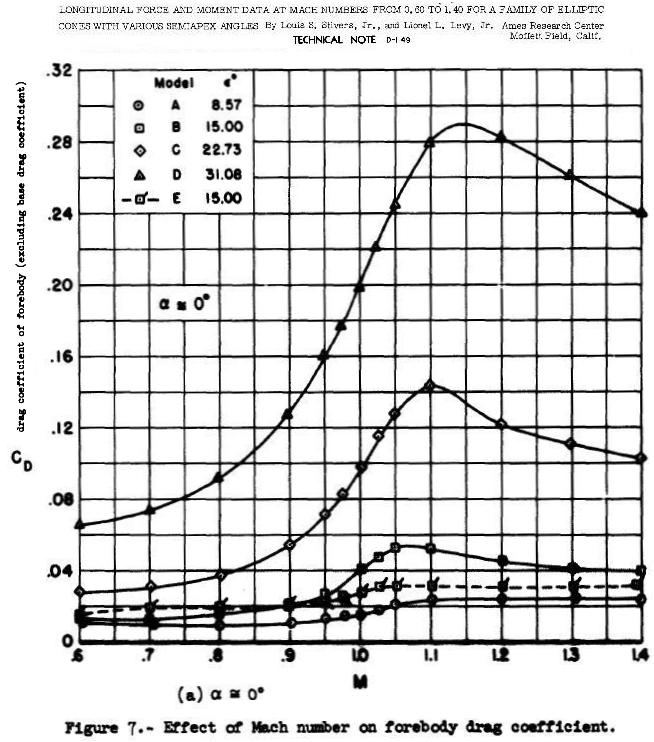 LONGITUDINAL FORCE AND MOMENT DATA AT MACH NUMBERS FROM 0.60 TO 1.40 FOR A FAMILY OF ELLIPTIC
CONES WITH VARIOUS SEMIAPEX ANGLES By Louis S. Stivers, Jr., and Lionel L. Levy, Jr. Ames Research Center
TECHNICAL NOTE D-1149 Moffett Field, Calif.
drag coefficient of forebody (excluding base drag coefficient)
C_D
.32
.28
.24
.20
.16
.12
.08
.04
0
Model ε°
A 8.57
B 15.00
C 22.73
D 31.08
E 15.00
α ≅ 0°
.6 .7 .8 .9 1.0 1.1 1.2 1.3 1.4
M
(a) α ≅ 0°
Figure 7.- Effect of Mach number on forebody drag coefficient.